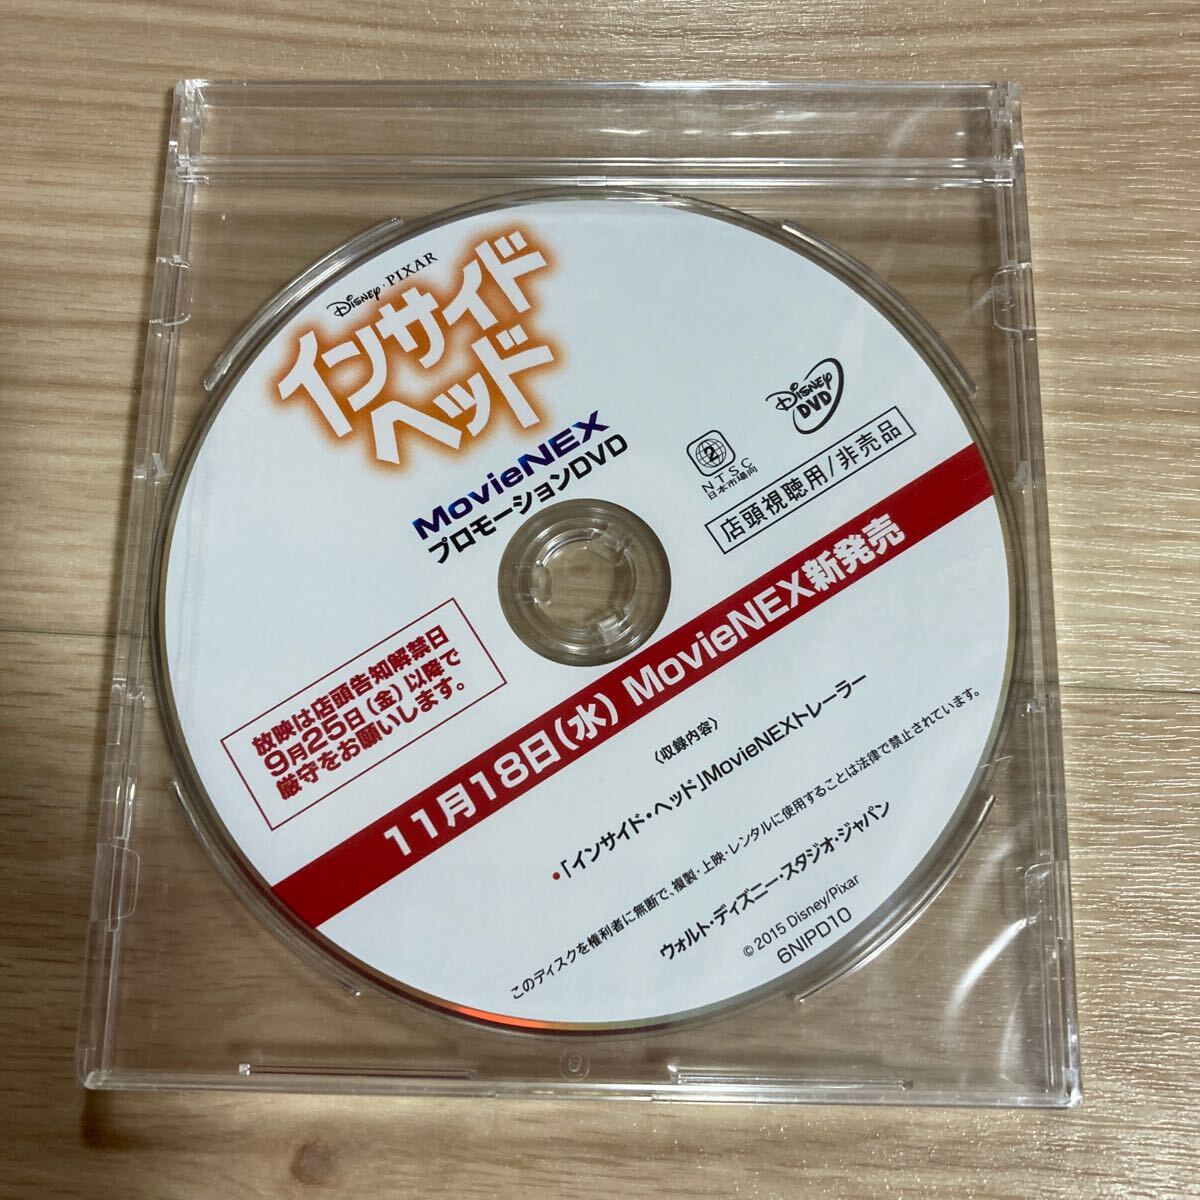 Disney・PIXAR
インサイド
ヘッド
MovieNEX
プロモーションDVD
2
NTSC
日本市場向
Disney
DVD
店頭視聴用/非売品
放映は店頭告知解禁日
9月25日(金)以降で
厳守をお願いします。
11月18日(水) MovieNEX新発売
〈収録内容〉
•「インサイド・ヘッド」MovieNEXトレーラー
このディスクを権利者に無断で、複製・上映・レンタルに使用することは法律で禁止されています。
ウォルト・ディズニー・スタジオ・ジャパン
© 2015 Disney/Pixar
6NIPD10